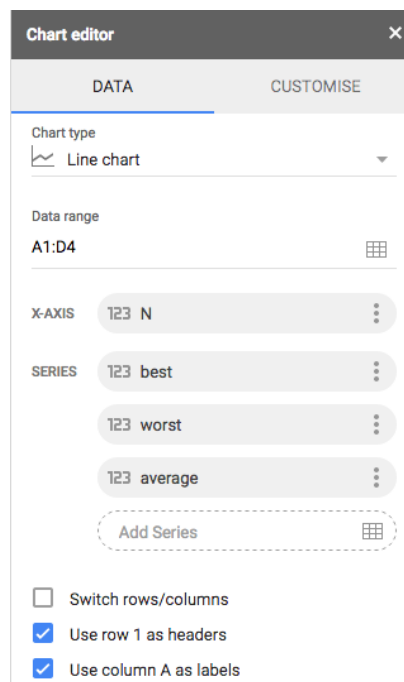 Chart editor ×
DATA CUSTOMISE
Chart type
Line chart
Data range
A1:D4
X-AXIS 123 N
SERIES 123 best
123 worst
123 average
Add Series
Switch rows/columns
Use row 1 as headers
Use column A as labels